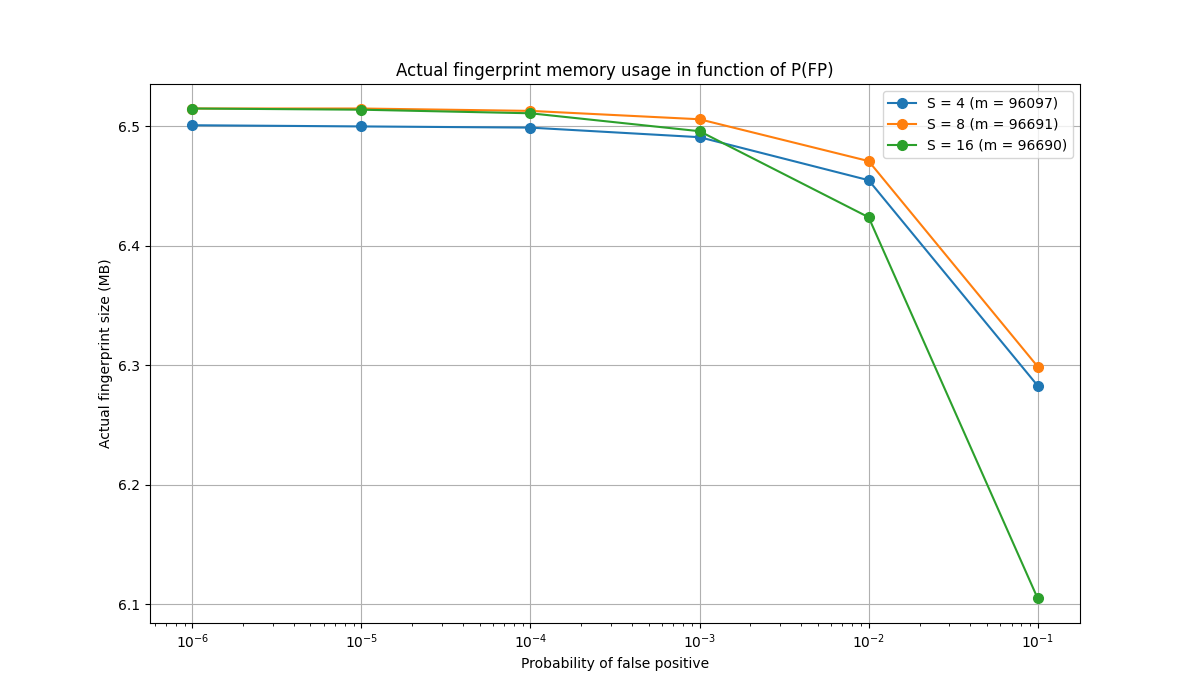 Actual fingerprint memory usage in function of P(FP)
S = 4 (m = 96097)
S = 8 (m = 96691)
S = 16 (m = 96690)
Actual fingerprint size (MB)
6.5
6.4
6.3
6.2
6.1
10⁻⁶ 10⁻⁵ 10⁻⁴ 10⁻³ 10⁻² 10⁻¹
Probability of false positive